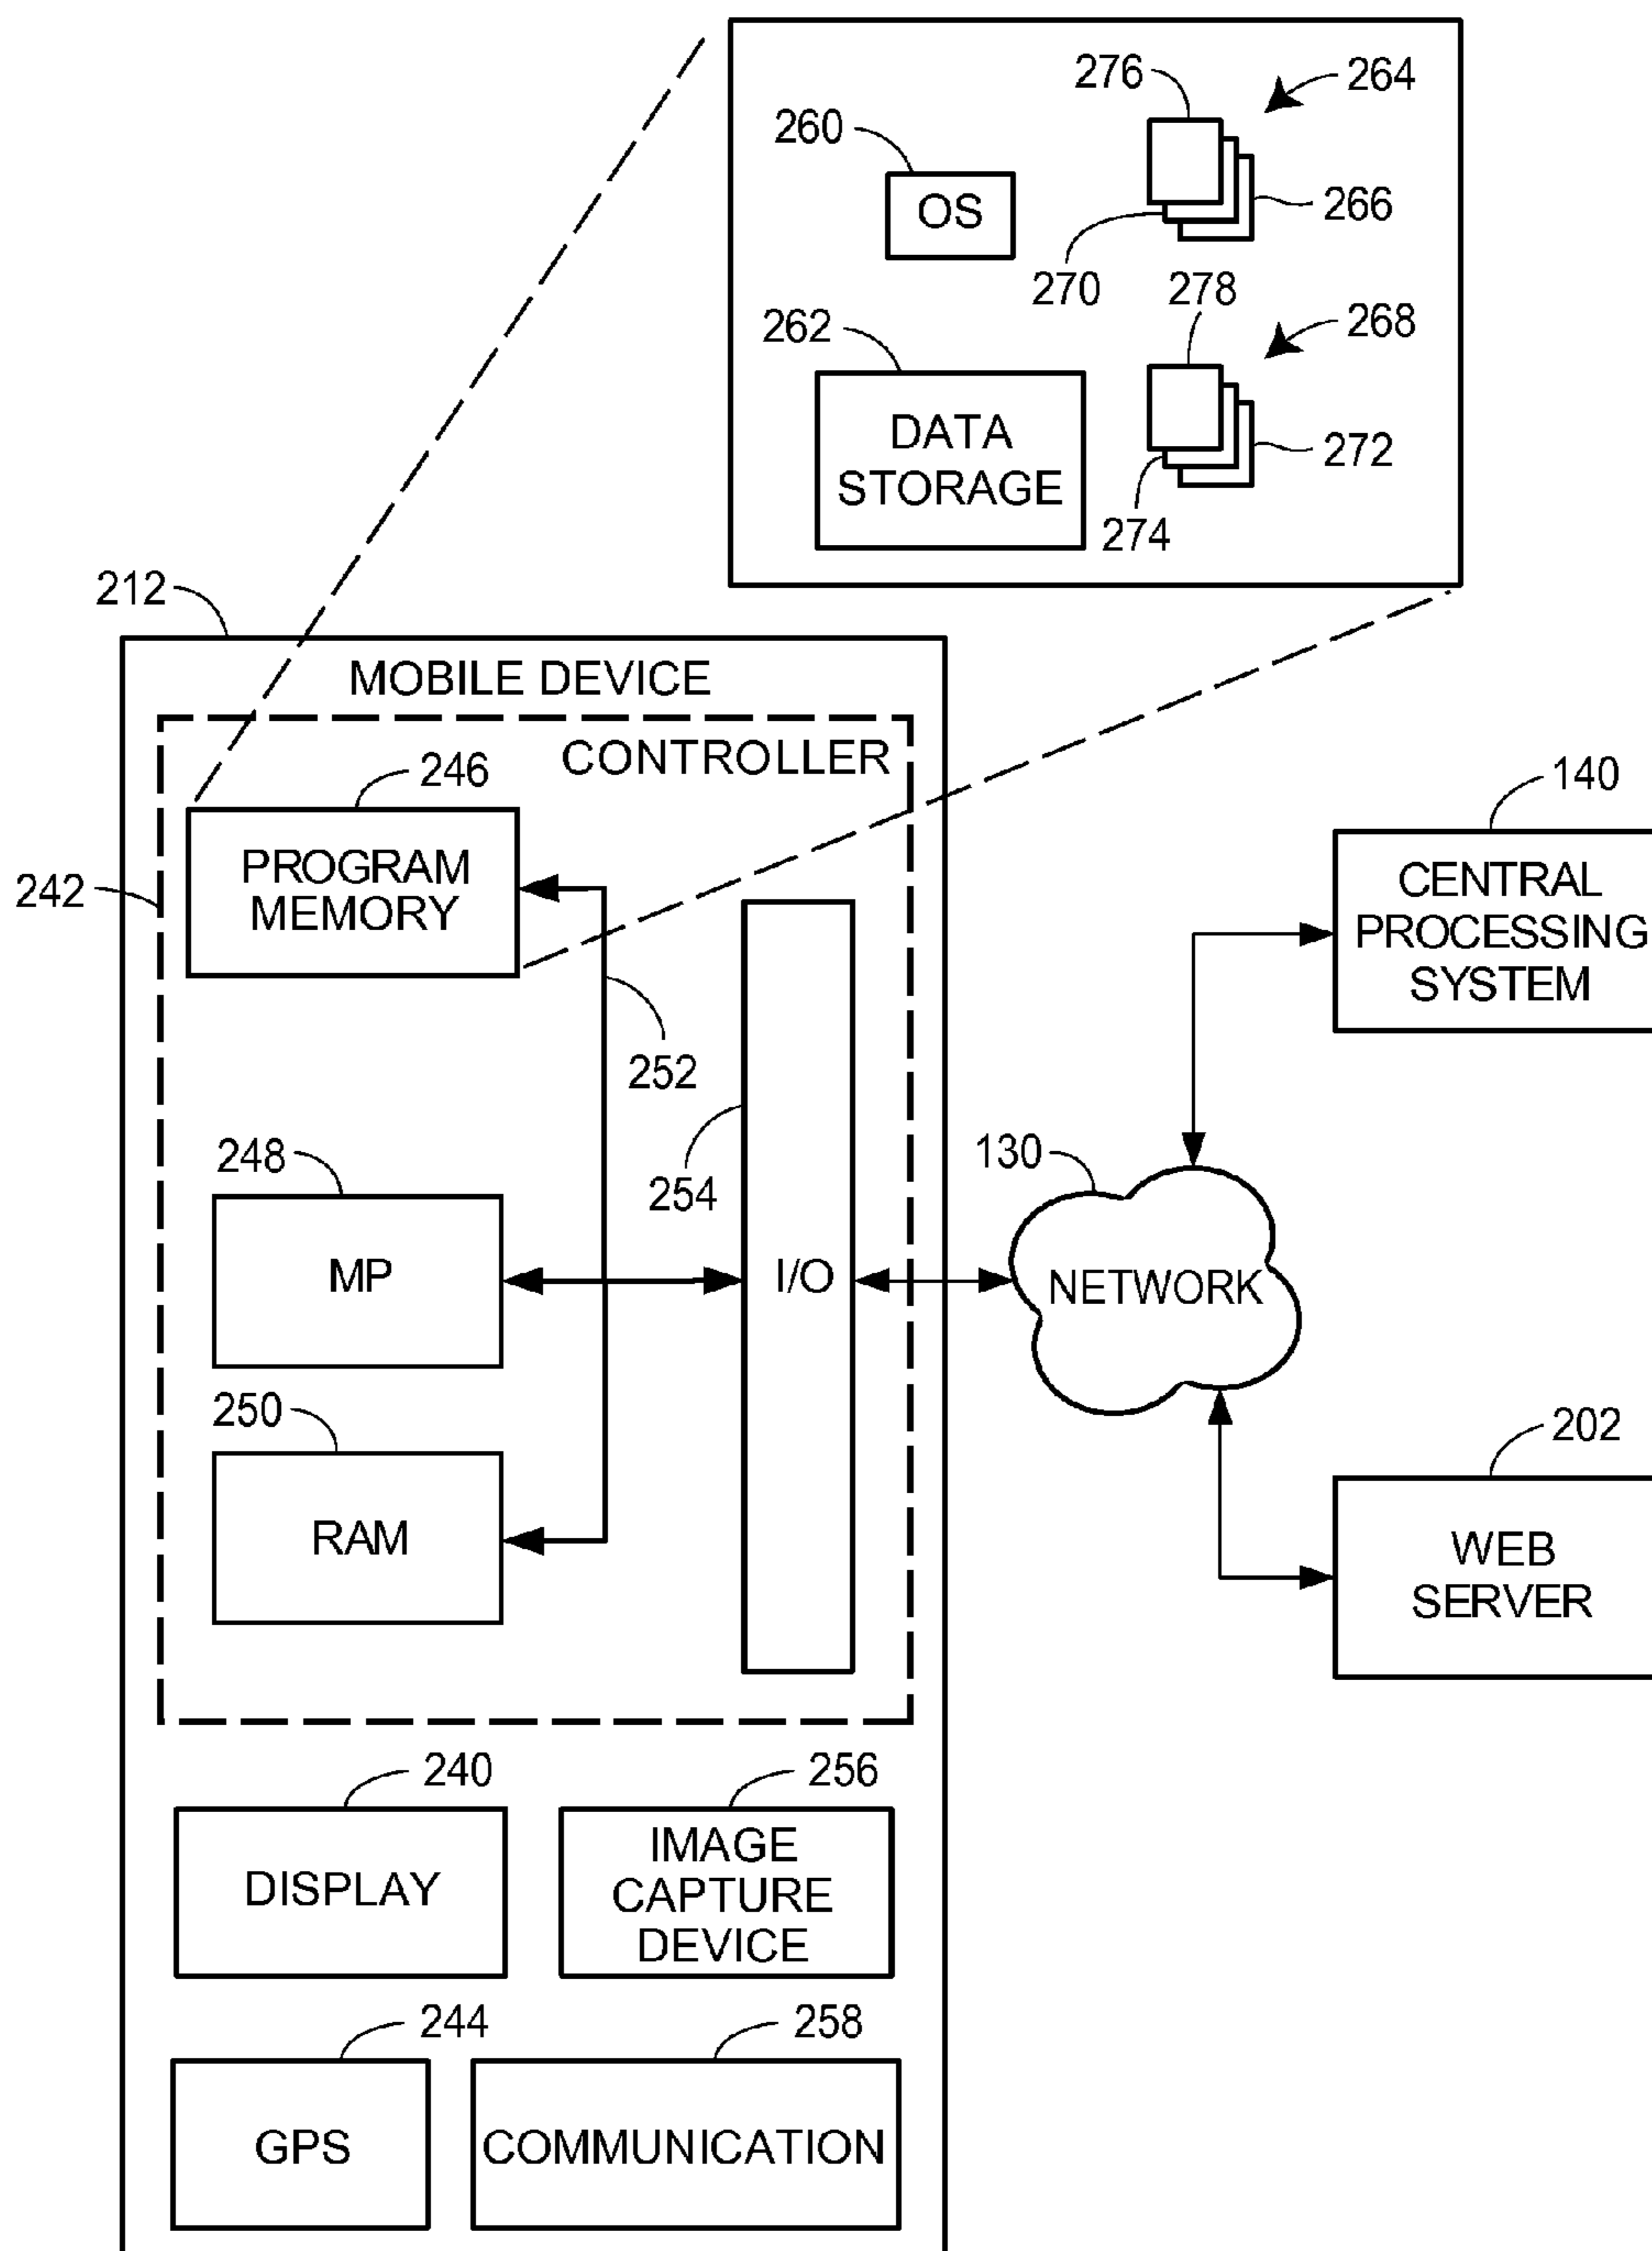 276
264
260
OS
266
270
278
262
268
DATA
STORAGE
272
274
212
MOBILE DEVICE
CONTROLLER
246
140
PROGRAM
MEMORY
242
CENTRAL
PROCESSING
SYSTEM
252
248
254
130
MP
I/O
NETWORK
250
202
RAM
WEB
SERVER
240
256
DISPLAY
IMAGE
CAPTURE
DEVICE
244
258
GPS
COMMUNICATION